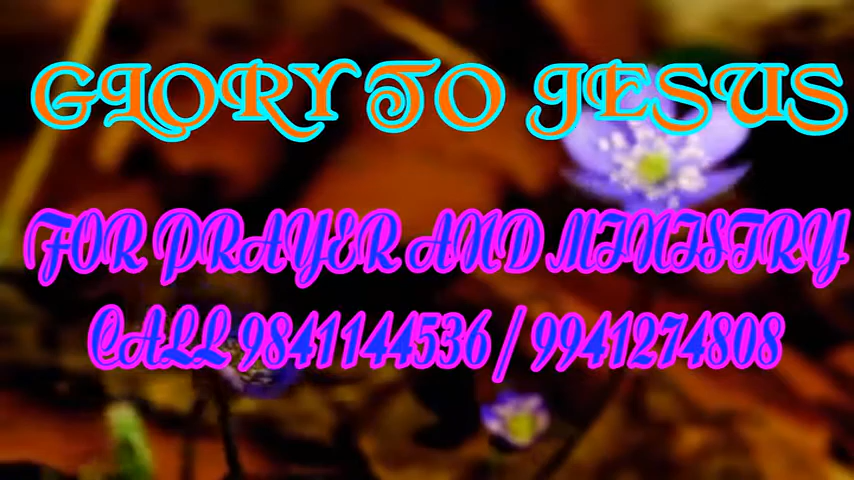 GLORY TO JESUS
FOR PRAYER AND MINISTRY
CALL 9841144536 / 9941274808